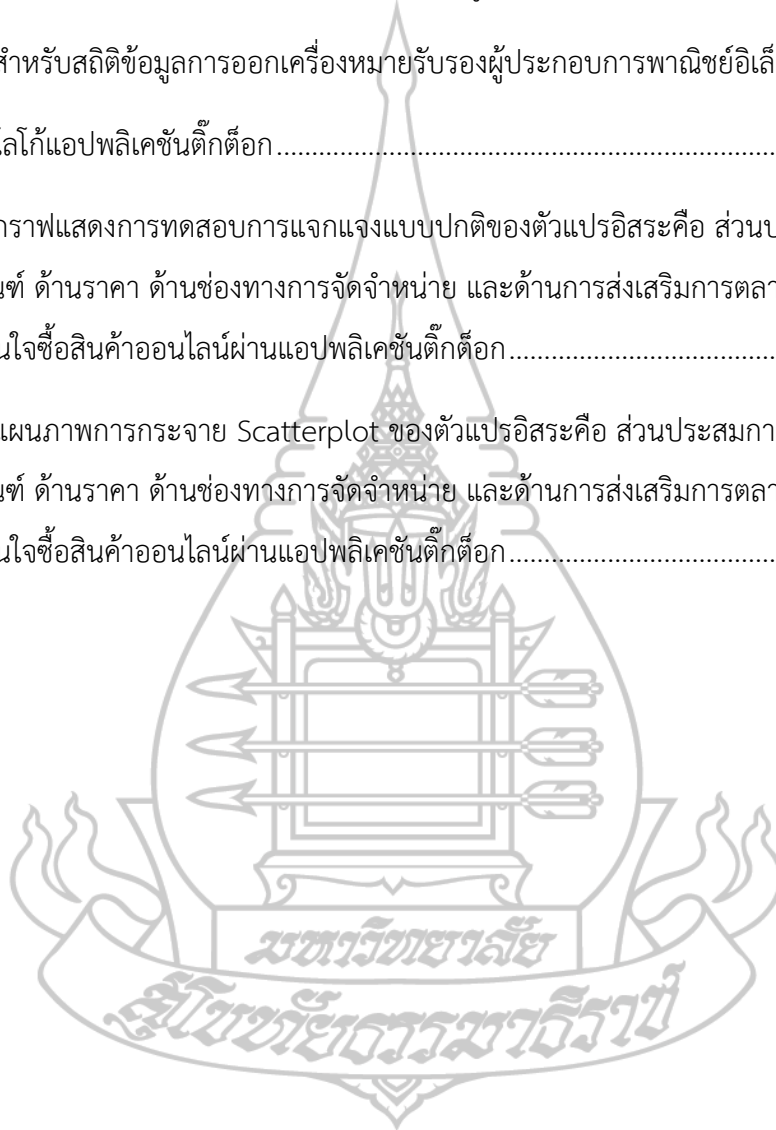 สำหรับสถิติข้อมูลการออกเครื่องหมายรับรองผู้ประกอบการพาณิชย์อิเล็
โลโก้แอปพลิเคชันติ๊กต็อก
กราฟแสดงการทดสอบการแจกแจงแบบปกติของตัวแปรอิสระคือ ส่วนป
ด้านราคา ด้านช่องทางการจัดจำหน่าย และด้านการส่งเสริมการตลา
นใจซื้อสินค้าออนไลน์ผ่านแอปพลิเคชันติ๊กต็อก
แผนภาพการกระจาย Scatterplot ของตัวแปรอิสระคือ ส่วนประสมกา
ด้านราคา ด้านช่องทางการจัดจำหน่าย และด้านการส่งเสริมการตลา
นใจซื้อสินค้าออนไลน์ผ่านแอปพลิเคชันติ๊กต็อก
มหาวิทยาลัย
สุโขทัยธรรมาธิราช